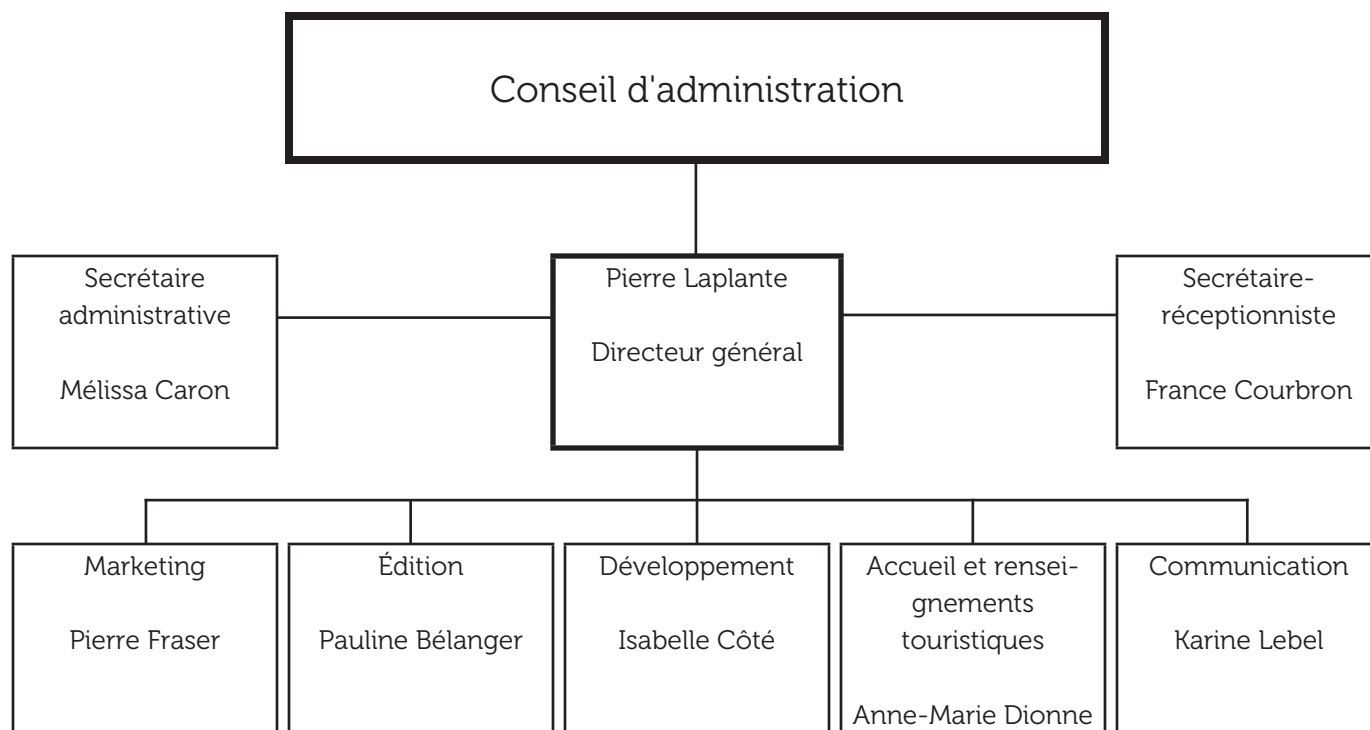 Conseil d'administration
Secrétaire
administrative
Mélissa Caron
Pierre Laplante
Directeur général
Secrétaire-
réceptionniste
France Courbron
Marketing
Pierre Fraser
Édition
Pauline Bélanger
Développement
Isabelle Côté
Accueil et rensei-
gnements
touristiques
Anne-Marie Dionne
Communication
Karine Lebel